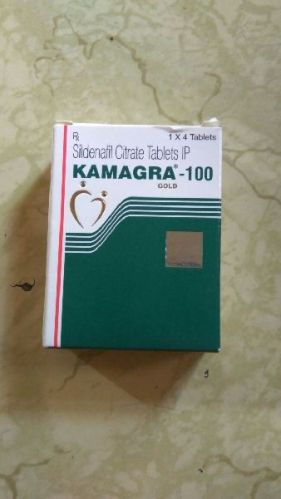 Rx
1 X 4 Tablets
Sildenafil Citrate Tablets IP
KAMAGRA®-100
GOLD